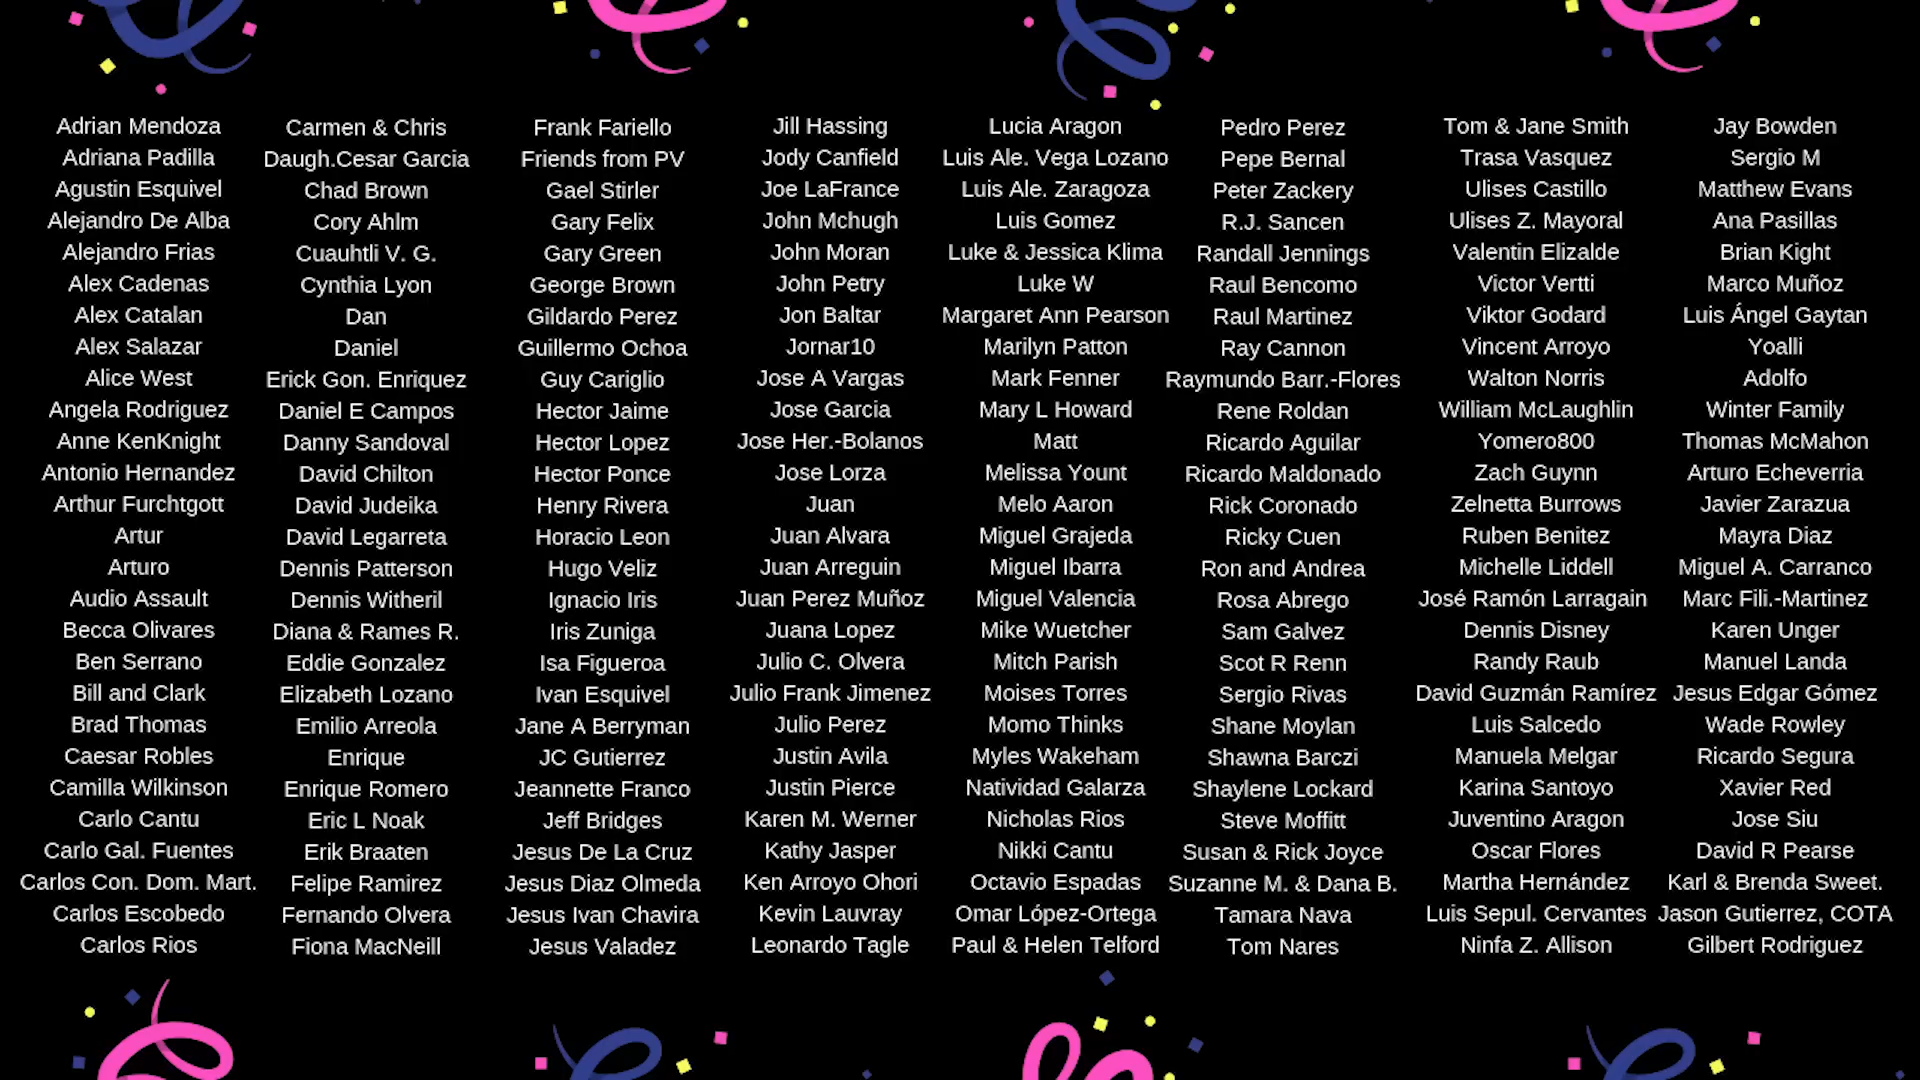 Adrian Mendoza
Adriana Padilla
Agustin Esquivel
Alejandro De Alba
Alejandro Frias
Alex Cadenas
Alex Catalan
Alex Salazar
Alice West
Angela Rodriguez
Anne KenKnight
Antonio Hernandez
Arthur Furchtgott
Artur
Arturo
Audio Assault
Becca Olivares
Ben Serrano
Bill and Clark
Brad Thomas
Caesar Robles
Camilla Wilkinson
Carlo Cantu
Carlo Gal. Fuentes
Carlos Con. Dom. Mart.
Carlos Escobedo
Carlos Rios
Carmen & Chris
Daugh.Cesar Garcia
Chad Brown
Cory Ahlm
Cuauhtli V. G.
Cynthia Lyon
Dan
Daniel
Erick Gon. Enriquez
Daniel E Campos
Danny Sandoval
David Chilton
David Judeika
David Legarreta
Dennis Patterson
Dennis Witheril
Diana & Rames R.
Eddie Gonzalez
Elizabeth Lozano
Emilio Arreola
Enrique
Enrique Romero
Eric L Noak
Erik Braaten
Felipe Ramirez
Fernando Olvera
Fiona MacNeill
Frank Fariello
Friends from PV
Gael Stirler
Gary Felix
Gary Green
George Brown
Gildardo Perez
Guillermo Ochoa
Guy Cariglio
Hector Jaime
Hector Lopez
Hector Ponce
Henry Rivera
Horacio Leon
Hugo Veliz
Ignacio Iris
Iris Zuniga
Isa Figueroa
Ivan Esquivel
Jane A Berryman
JC Gutierrez
Jeannette Franco
Jeff Bridges
Jesus De La Cruz
Jesus Diaz Olmeda
Jesus Ivan Chavira
Jesus Valadez
Jill Hassing
Jody Canfield
Joe LaFrance
John Mchugh
John Moran
John Petry
Jon Baltar
Jornar10
Jose A Vargas
Jose Garcia
Jose Her.-Bolanos
Jose Lorza
Juan
Juan Alvara
Juan Arreguin
Juan Perez Muñoz
Juana Lopez
Julio C. Olvera
Julio Frank Jimenez
Julio Perez
Justin Avila
Justin Pierce
Karen M. Werner
Kathy Jasper
Ken Arroyo Ohori
Kevin Lauvray
Leonardo Tagle
Lucia Aragon
Luis Ale. Vega Lozano
Luis Ale. Zaragoza
Luis Gomez
Luke & Jessica Klima
Luke W
Margaret Ann Pearson
Marilyn Patton
Mark Fenner
Mary L Howard
Matt
Melissa Yount
Melo Aaron
Miguel Grajeda
Miguel Ibarra
Miguel Valencia
Mike Wuetcher
Mitch Parish
Moises Torres
Momo Thinks
Myles Wakeham
Natividad Galarza
Nicholas Rios
Nikki Cantu
Octavio Espadas
Omar López-Ortega
Paul & Helen Telford
Pedro Perez
Pepe Bernal
Peter Zackery
R.J. Sancen
Randall Jennings
Raul Bencomo
Raul Martinez
Ray Cannon
Raymundo Barr.-Flores
Rene Roldan
Ricardo Aguilar
Ricardo Maldonado
Rick Coronado
Ricky Cuen
Ron and Andrea
Rosa Abrego
Sam Galvez
Scot R Renn
Sergio Rivas
Shane Moylan
Shawna Barczi
Shaylene Lockard
Steve Moffitt
Susan & Rick Joyce
Suzanne M. & Dana B.
Tamara Nava
Tom Nares
Tom & Jane Smith
Trasa Vasquez
Ulises Castillo
Ulises Z. Mayoral
Valentin Elizalde
Victor Vertti
Viktor Godard
Vincent Arroyo
Walton Norris
William McLaughlin
Yomero800
Zach Guynn
Zelnetta Burrows
Ruben Benitez
Michelle Liddell
José Ramón Larragain
Dennis Disney
Randy Raub
David Guzmán Ramírez
Luis Salcedo
Manuela Melgar
Karina Santoyo
Juventino Aragon
Oscar Flores
Martha Hernández
Luis Sepul. Cervantes
Ninfa Z. Allison
Jay Bowden
Sergio M
Matthew Evans
Ana Pasillas
Brian Kight
Marco Muñoz
Luis Ángel Gaytan
Yoalli
Adolfo
Winter Family
Thomas McMahon
Arturo Echeverria
Javier Zarazua
Mayra Diaz
Miguel A. Carranco
Marc Fili.-Martinez
Karen Unger
Manuel Landa
Jesus Edgar Gómez
Wade Rowley
Ricardo Segura
Xavier Red
Jose Siu
David R Pearse
Karl & Brenda Sweet.
Jason Gutierrez, COTA
Gilbert Rodriguez